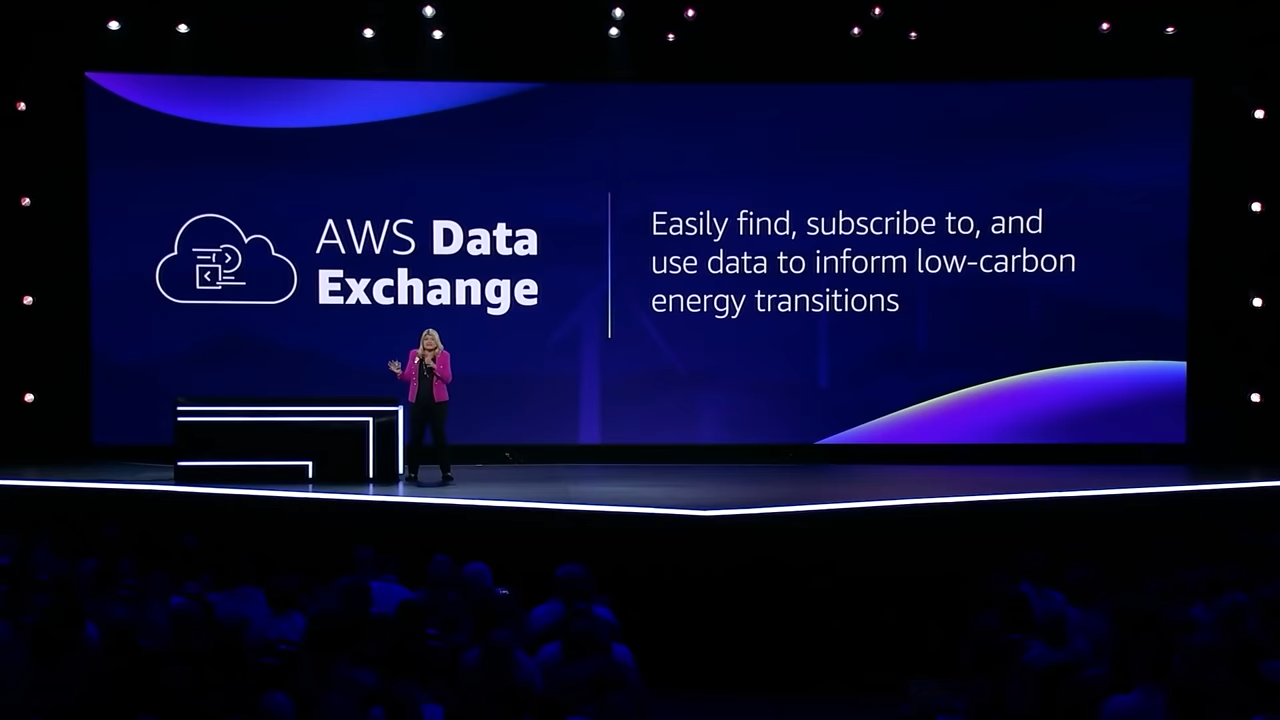 AWS Data
Exchange
Easily find, subscribe to, and
use data to inform low-carbon
energy transitions